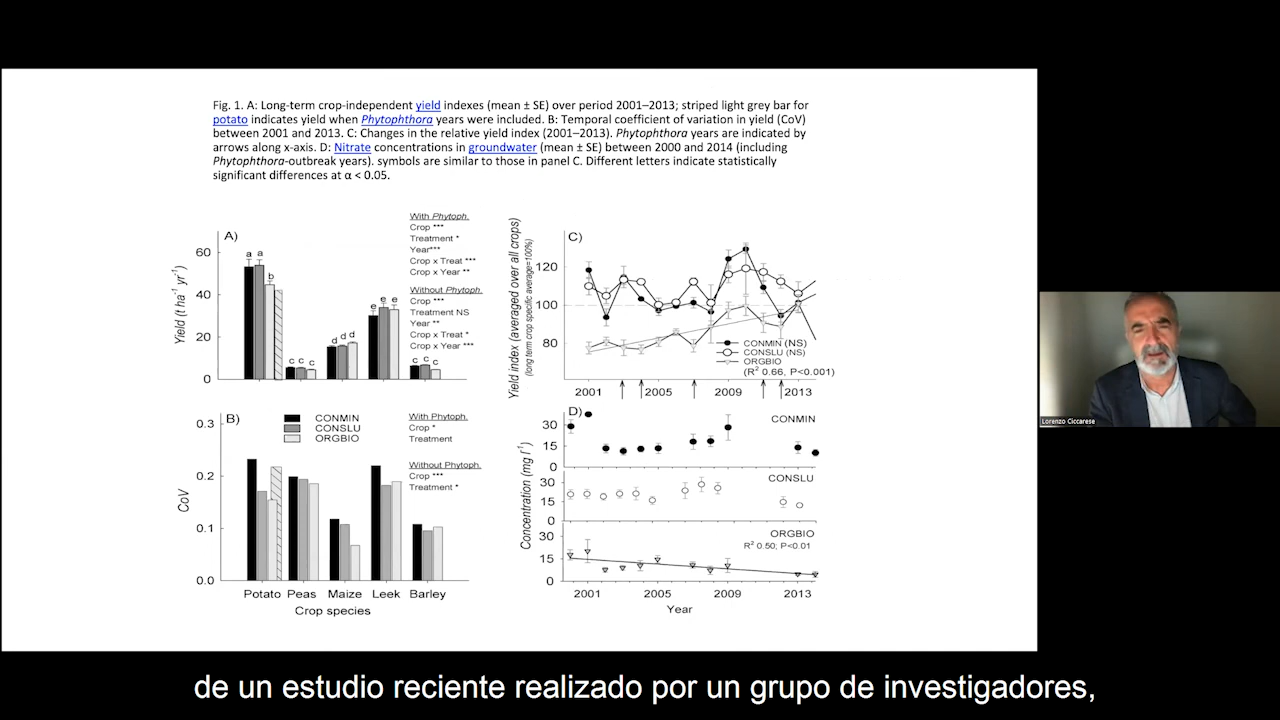 Fig. 1. A: Long-term crop-independent yield indexes (mean ± SE) over period 2001–2013; striped light grey bar for
potato indicates yield when Phytophthora years were included. B: Temporal coefficient of variation in yield (CoV)
between 2001 and 2013. C: Changes in the relative yield index (2001–2013). Phytophthora years are indicated by
arrows along x-axis. D: Nitrate concentrations in groundwater (mean ± SE) between 2000 and 2014 (including
Phytophthora-outbreak years). symbols are similar to those in panel C. Different letters indicate statistically
significant differences at α < 0.05.
A)
Yield (t ha⁻¹ yr⁻¹)
60
40
20
0
a a b
c c c
d d d
e e e
c c c
With Phytoph.
Crop ***
Treatment *
Year***
Crop x Treat ***
Crop x Year **
Without Phytoph.
Crop ***
Treatment NS
Year **
Crop x Treat *
Crop x Year ***
B)
CoV
0.3
0.2
0.1
0.0
CONMIN
CONSLU
ORGBIO
With Phytoph.
Crop *
Treatment
Without Phytoph.
Crop ***
Treatment *
Potato Peas Maize Leek Barley
Crop species
C)
Yield index (averaged over all crops)
(long term crop specific average=100%)
120
100
80
CONMIN (NS)
CONSLU (NS)
ORGBIO
(R² 0.66, P<0.001)
2001 2005 2009 2013
D)
Concentration (mg l⁻¹)
CONMIN
30
15
0
CONSLU
30
15
0
ORGBIO
R² 0.50; P<0.01
30
15
0
2001 2005 2009 2013
Year
Lorenzo Ciccarese
de un estudio reciente realizado por un grupo de investigadores,